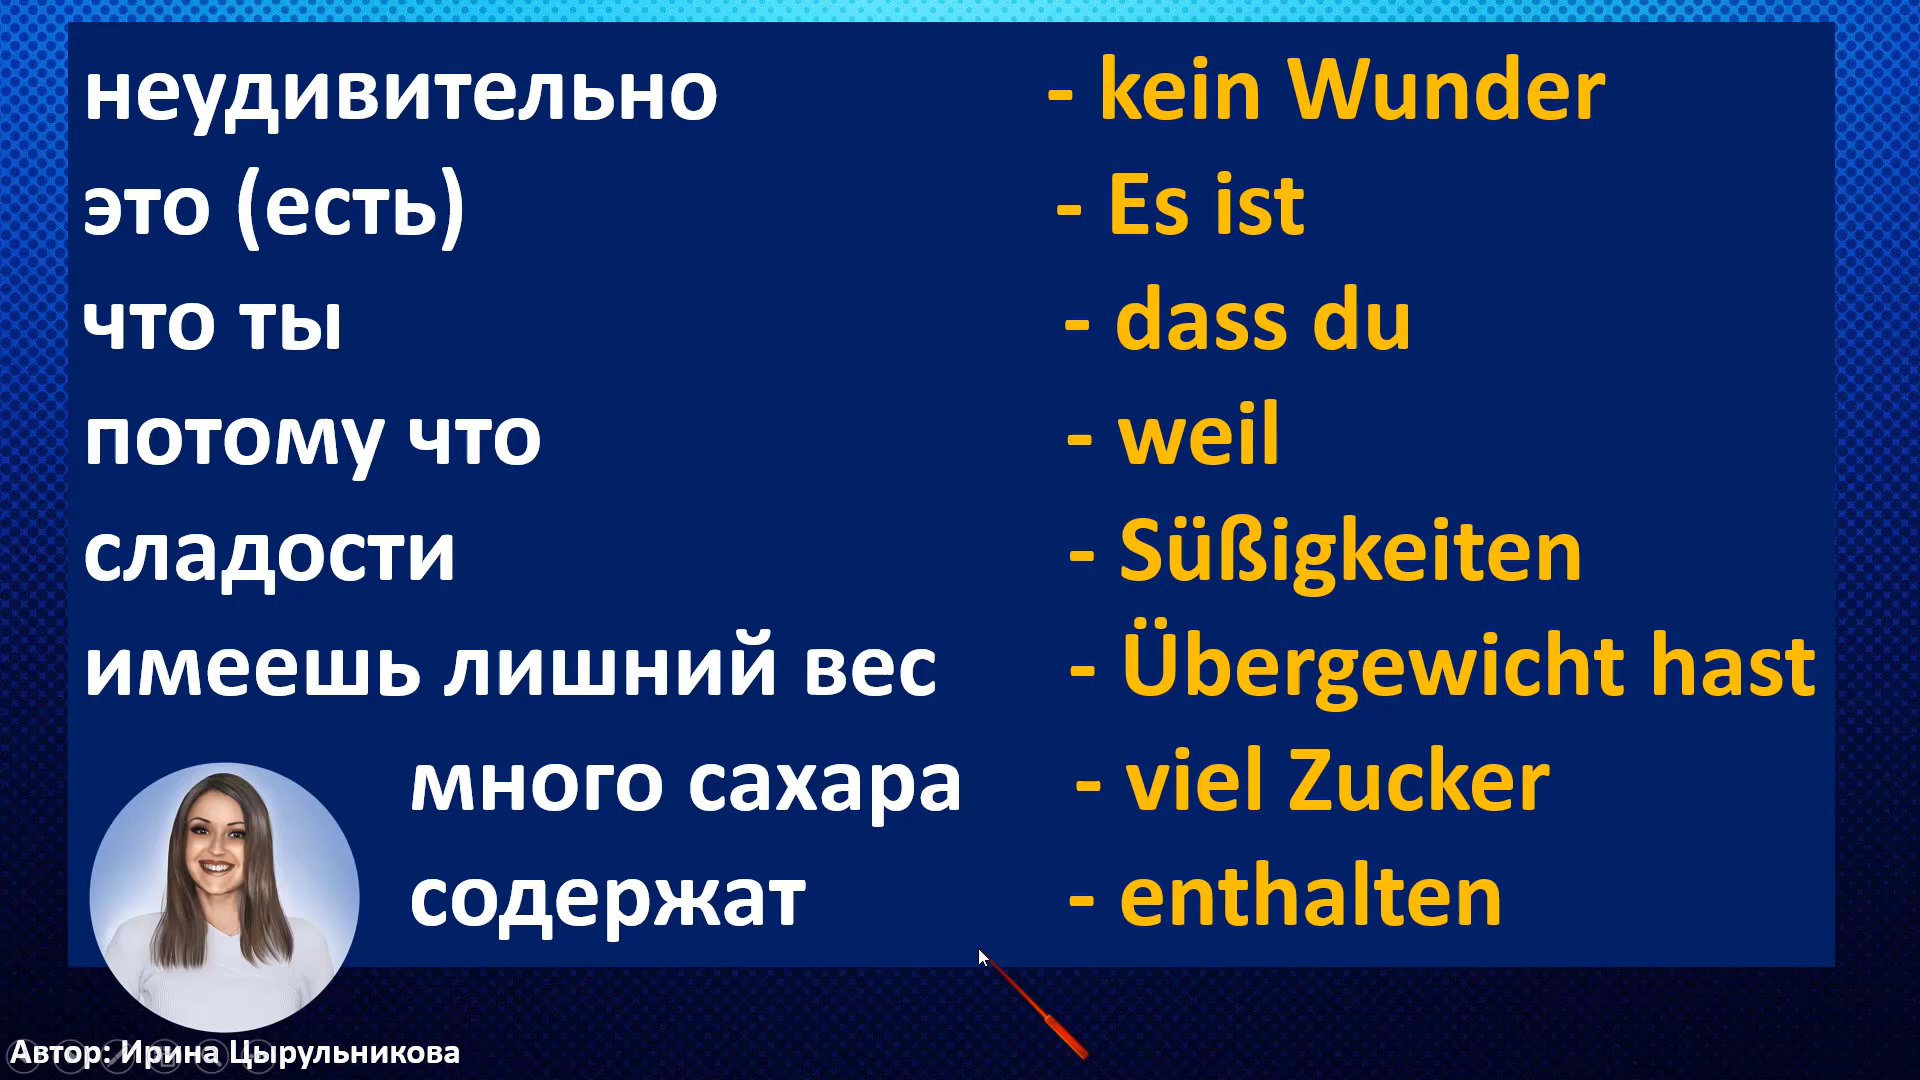 неудивительно - kein Wunder
это (есть) - Es ist
что ты - dass du
потому что - weil
сладости - Süßigkeiten
имеешь лишний вес - Übergewicht hast
много сахара - viel Zucker
содержат - enthalten
Автор: Ирина Цырульникова